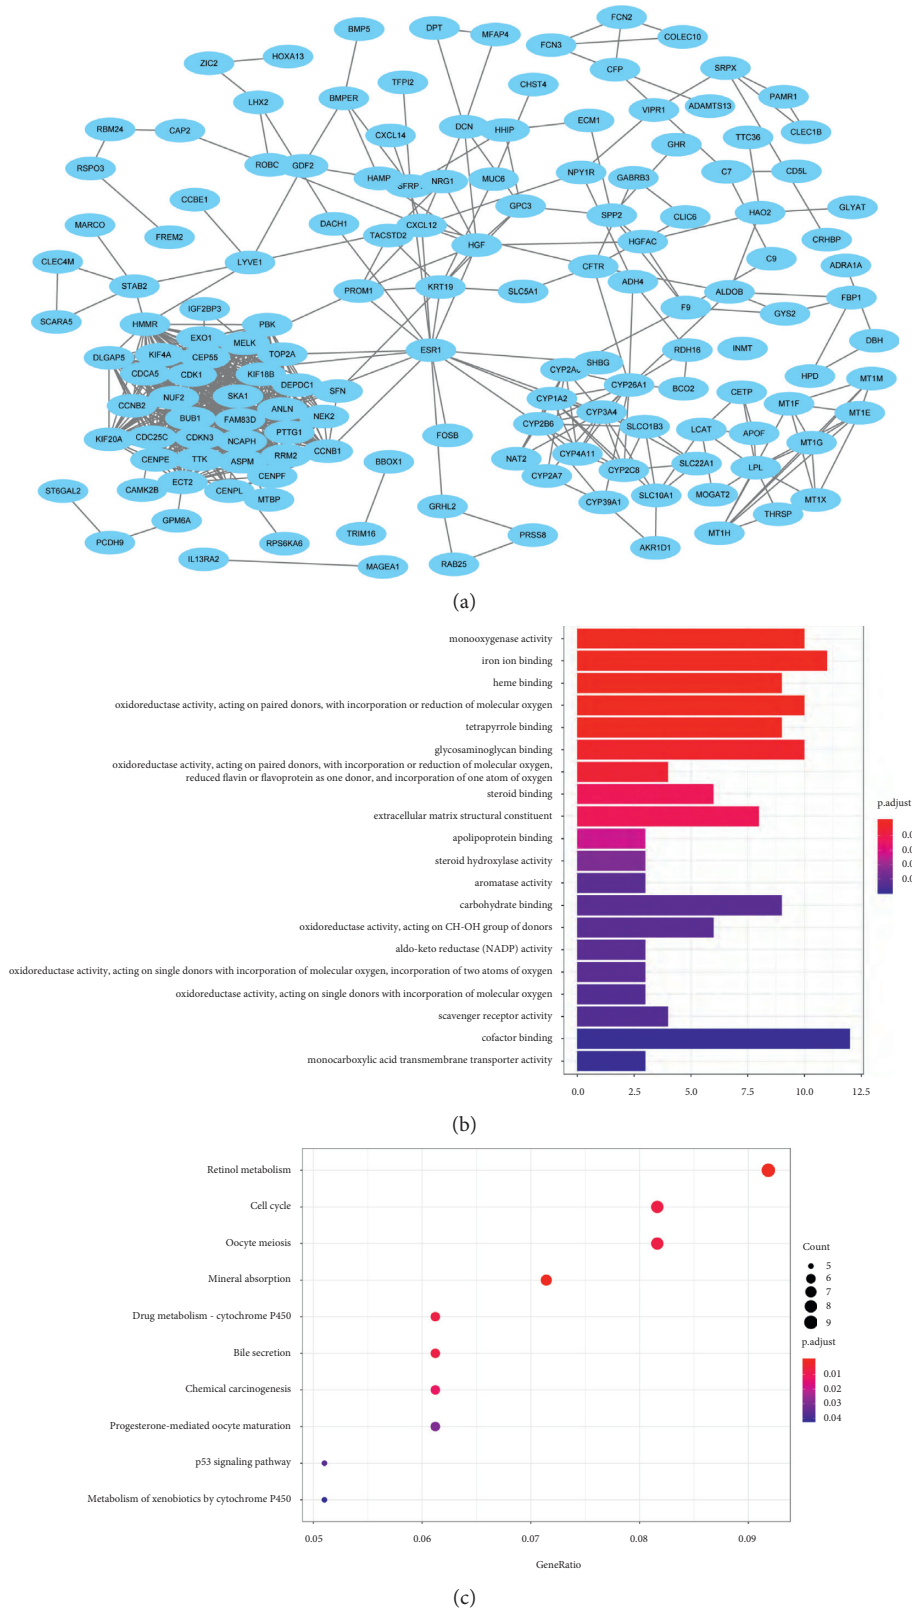 FCN2
BMP5
DPT
MFAP4
COLEC10
FCN3
HOXA13
ZIC2
CFP
SRPX
TFPI2
CHST4
BMPER
PAMR1
LHX2
ADAMTS13
VIPR1
ECM1
RBM24
CAP2
CXCL14
DCN
HHIP
CLEC1B
TTC36
GHR
RSPO3
ROBC
GDF2
C7
CD5L
NPY1R
HAMP
NRG1
MUC6
GABRB3
CCBE1
GPC3
GLYAT
MARCO
DACH1
CXCL12
SPP2
CLIC6
HAO2
FREM2
TACSTD2
HGF
HGFAC
CRHBP
CLEC4M
LYVE1
C9
ADRA1A
CFTR
STAB2
PROM1
KRT19
SLC5A1
ADH4
ALDOB
FBP1
SCARA5
IGF2BP3
F9
GYS2
HMMR
PBK
EXO1
MELK
DBH
DLGAP5
KIF4A
CEP55
TOP2A
ESR1
SHBG
RDH16
INMT
CDCA5
CDK1
KIF18B
HPD
MT1M
DEPDC1
SFN
CYP26A1
BCO2
CETP
NUF2
SKA1
CYP1A2
MT1F
CCNB2
ANLN
NEK2
CYP3A4
MT1E
BUB1
FAM83D
CYP2B6
SLCO1B3
LCAT
APOF
KIF20A
CDC25C
CDKN3
NCAPH
PTTG1
CCNB1
FOSB
MT1G
CENPE
TTK
ASPM
RRM2
BBOX1
NAT2
CYP4A11
SLC22A1
LPL
CAMK2B
ECT2
CENPL
CENPF
CYP2A7
CYP2C8
ST6GAL2
MTBP
CYP39A1
SLC10A1
MOGAT2
MT1X
GPM6A
GRHL2
THRSP
PCDH9
RPS6KA6
TRIM16
PRSS8
MT1H
IL13RA2
MAGEA1
RAB25
AKR1D1
(a)
monooxygenase activity
iron ion binding
heme binding
oxidoreductase activity, acting on paired donors, with incorporation or reduction of molecular oxygen
tetrapyrrole binding
glycosaminoglycan binding
oxidoreductase activity, acting on paired donors, with incorporation or reduction of molecular oxygen,
reduced flavin or flavoprotein as one donor, and incorporation of one atom of oxygen
steroid binding
extracellular matrix structural constituent
apolipoprotein binding
steroid hydroxylase activity
aromatase activity
carbohydrate binding
oxidoreductase activity, acting on CH-OH group of donors
aldo-keto reductase (NADP) activity
oxidoreductase activity, acting on single donors with incorporation of molecular oxygen, incorporation of two atoms of oxygen
oxidoreductase activity, acting on single donors with incorporation of molecular oxygen
scavenger receptor activity
cofactor binding
monocarboxylic acid transmembrane transporter activity
0.0 2.5 5.0 7.5 10.0 12.5
p.adjust
(b)
Retinol metabolism
Cell cycle
Oocyte meiosis
Mineral absorption
Drug metabolism - cytochrome P450
Bile secretion
Chemical carcinogenesis
Progesterone-mediated oocyte maturation
p53 signaling pathway
Metabolism of xenobiotics by cytochrome P450
0.05 0.06 0.07 0.08 0.09
GeneRatio
Count
5
6
7
8
9
p.adjust
0.01
0.02
0.03
0.04
(c)